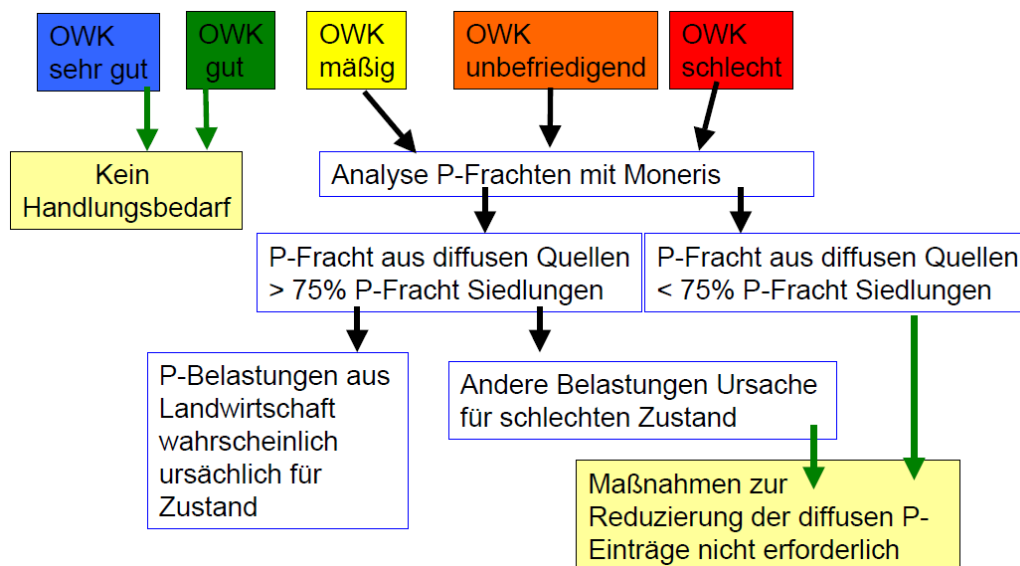 OWK
sehr gut
OWK
gut
OWK
mäßig
OWK
unbefriedigend
OWK
schlecht
Kein
Handlungsbedarf
Analyse P-Frachten mit Moneris
P-Fracht aus diffusen Quellen
> 75% P-Fracht Siedlungen
P-Fracht aus diffusen Quellen
< 75% P-Fracht Siedlungen
P-Belastungen aus
Landwirtschaft
wahrscheinlich
ursächlich für
Zustand
Andere Belastungen Ursache
für schlechten Zustand
Maßnahmen zur
Reduzierung der diffusen P-
Einträge nicht erforderlich